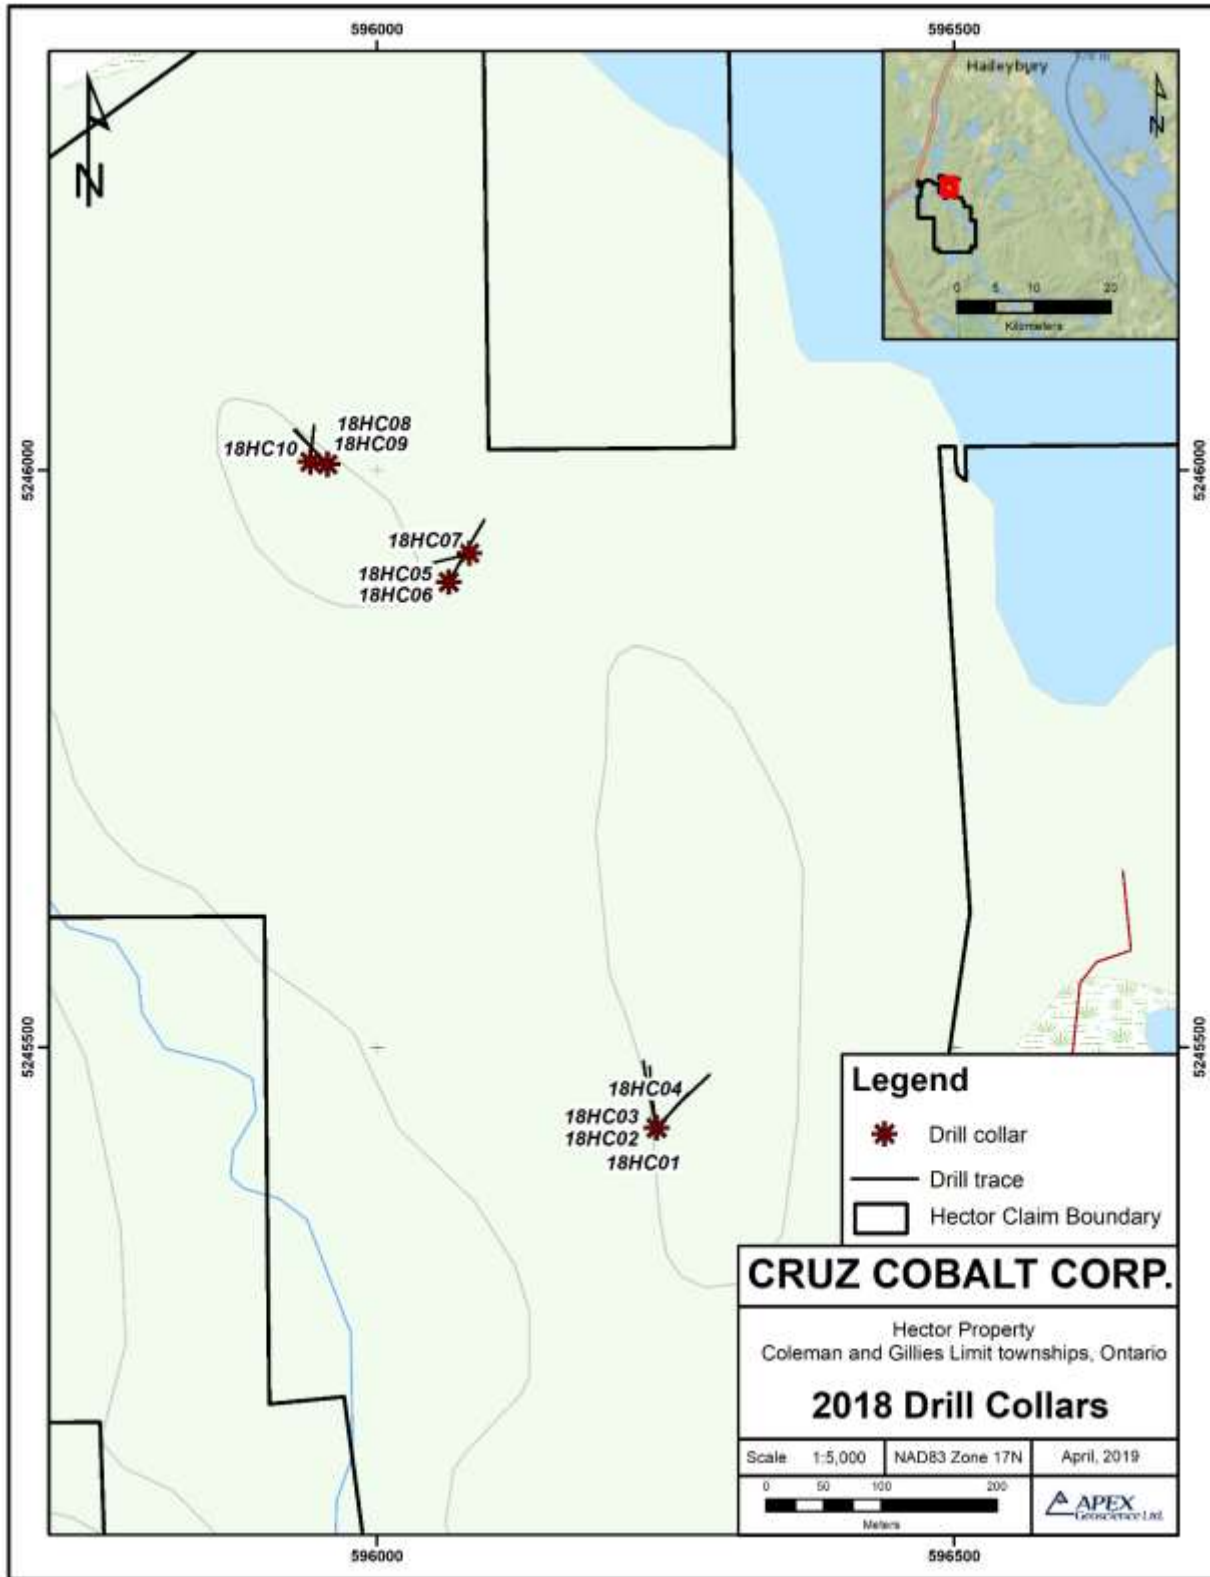 596000
596500
Haileybury
N
N
0 5 10 20
Kilometers
18HC08
18HC10
18HC09
5246000
5246000
18HC07
18HC05
18HC06
5245500
5245500
18HC04
18HC03
18HC02
18HC01
Legend
Drill collar
Drill trace
Hector Claim Boundary
CRUZ COBALT CORP.
Hector Property
Coleman and Gillies Limit townships, Ontario
2018 Drill Collars
Scale 1:5,000 NAD83 Zone 17N April, 2019
0 50 100 200
Meters
APEX
Geoscience Ltd.
596000
596500